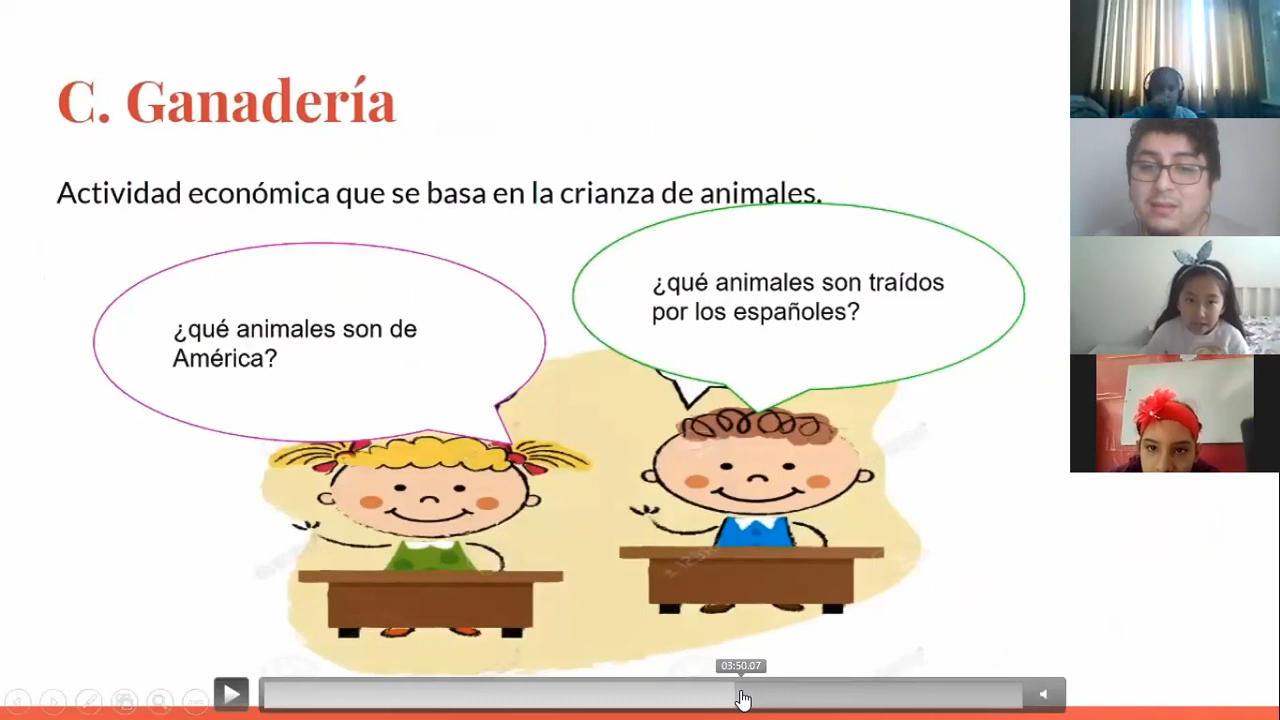 C. Ganadería
Actividad económica que se basa en la crianza de animales.
¿qué animales son traídos
por los españoles?
¿qué animales son de
América?
03:50.07